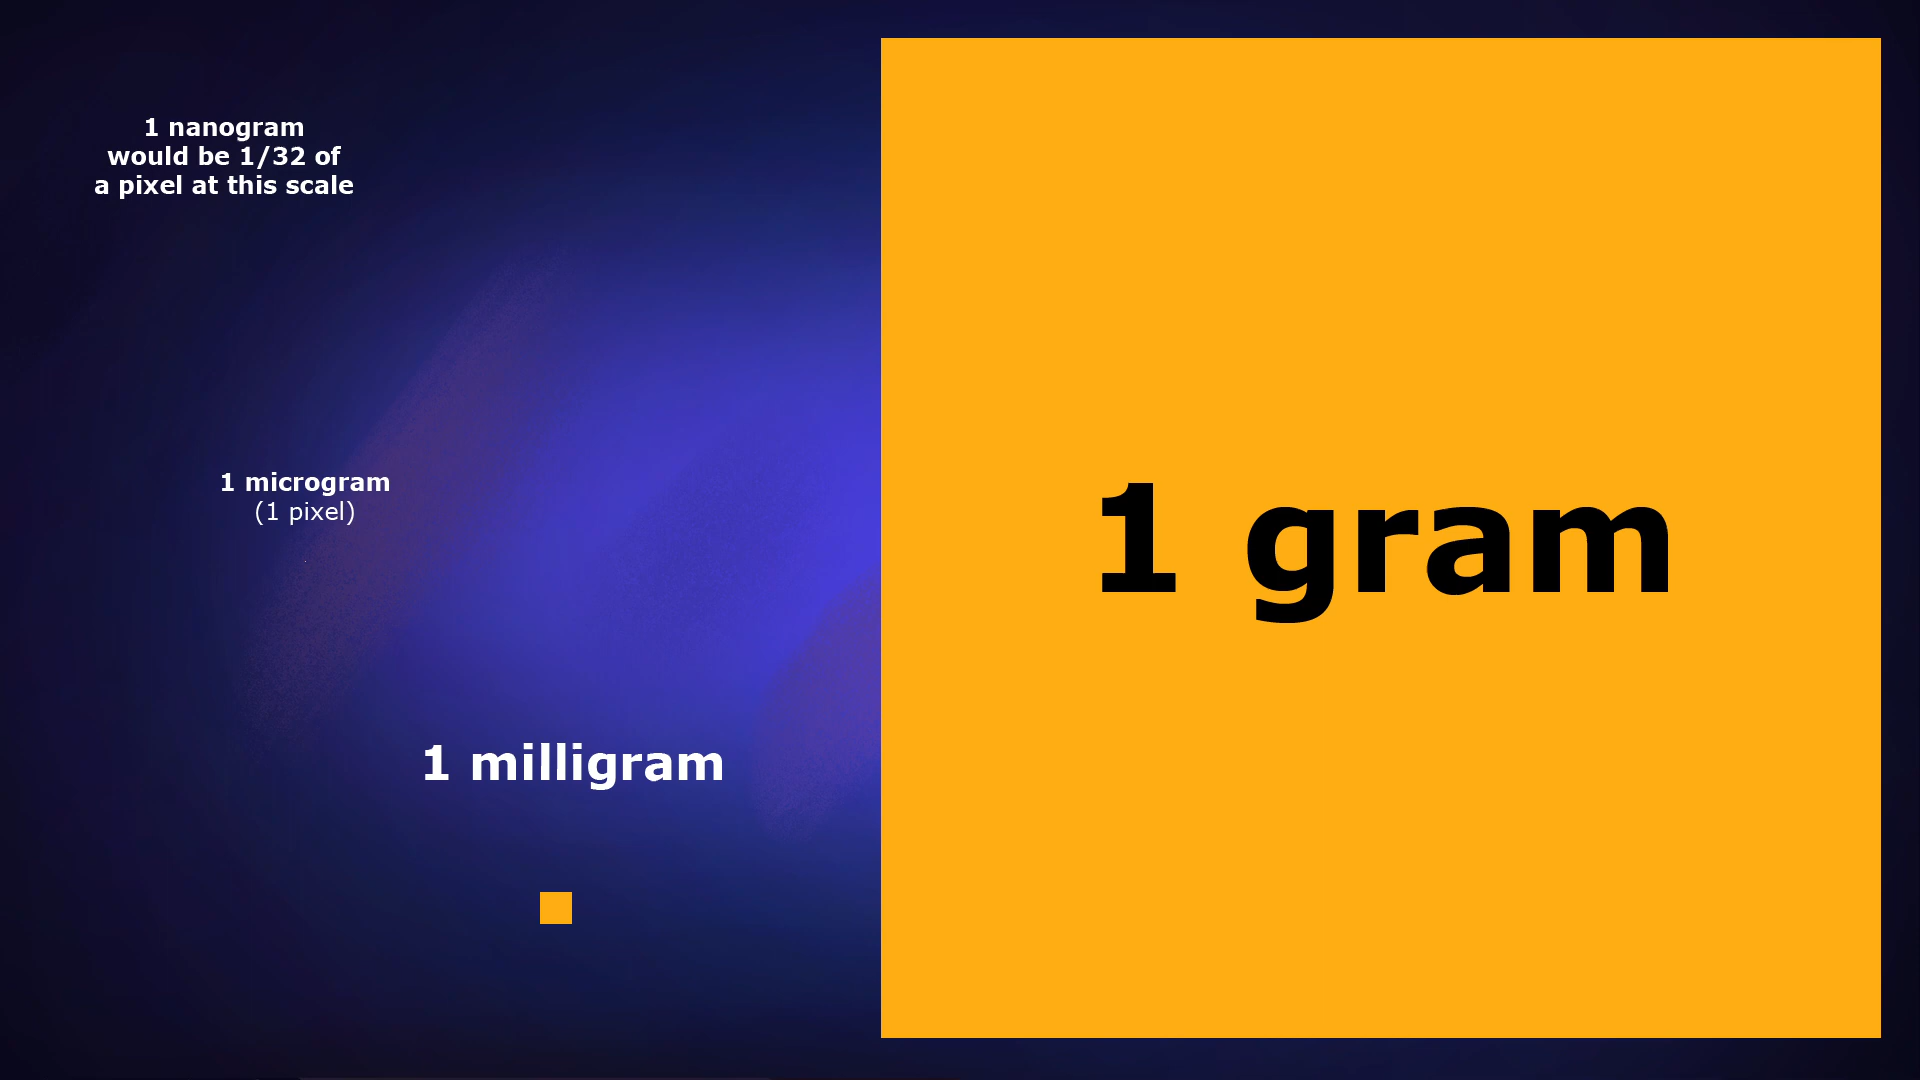 1 nanogram
would be 1/32 of
a pixel at this scale
1 microgram
(1 pixel)
1 milligram
1 gram